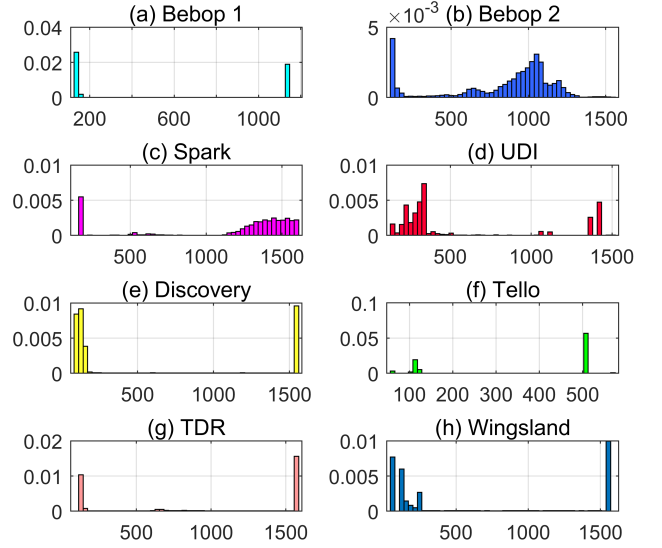 (a) Bebop 1
0.04
0.02
0
200 600 1000
(b) Bebop 2
×10⁻³
5
0
500 1000 1500
(c) Spark
0.01
0.005
0
500 1000 1500
(d) UDI
0.01
0.005
0
500 1000 1500
(e) Discovery
0.01
0.005
0
500 1000 1500
(f) Tello
0.1
0.05
0
100 200 300 400 500
(g) TDR
0.02
0.01
0
500 1000 1500
(h) Wingsland
0.01
0.005
0
500 1000 1500